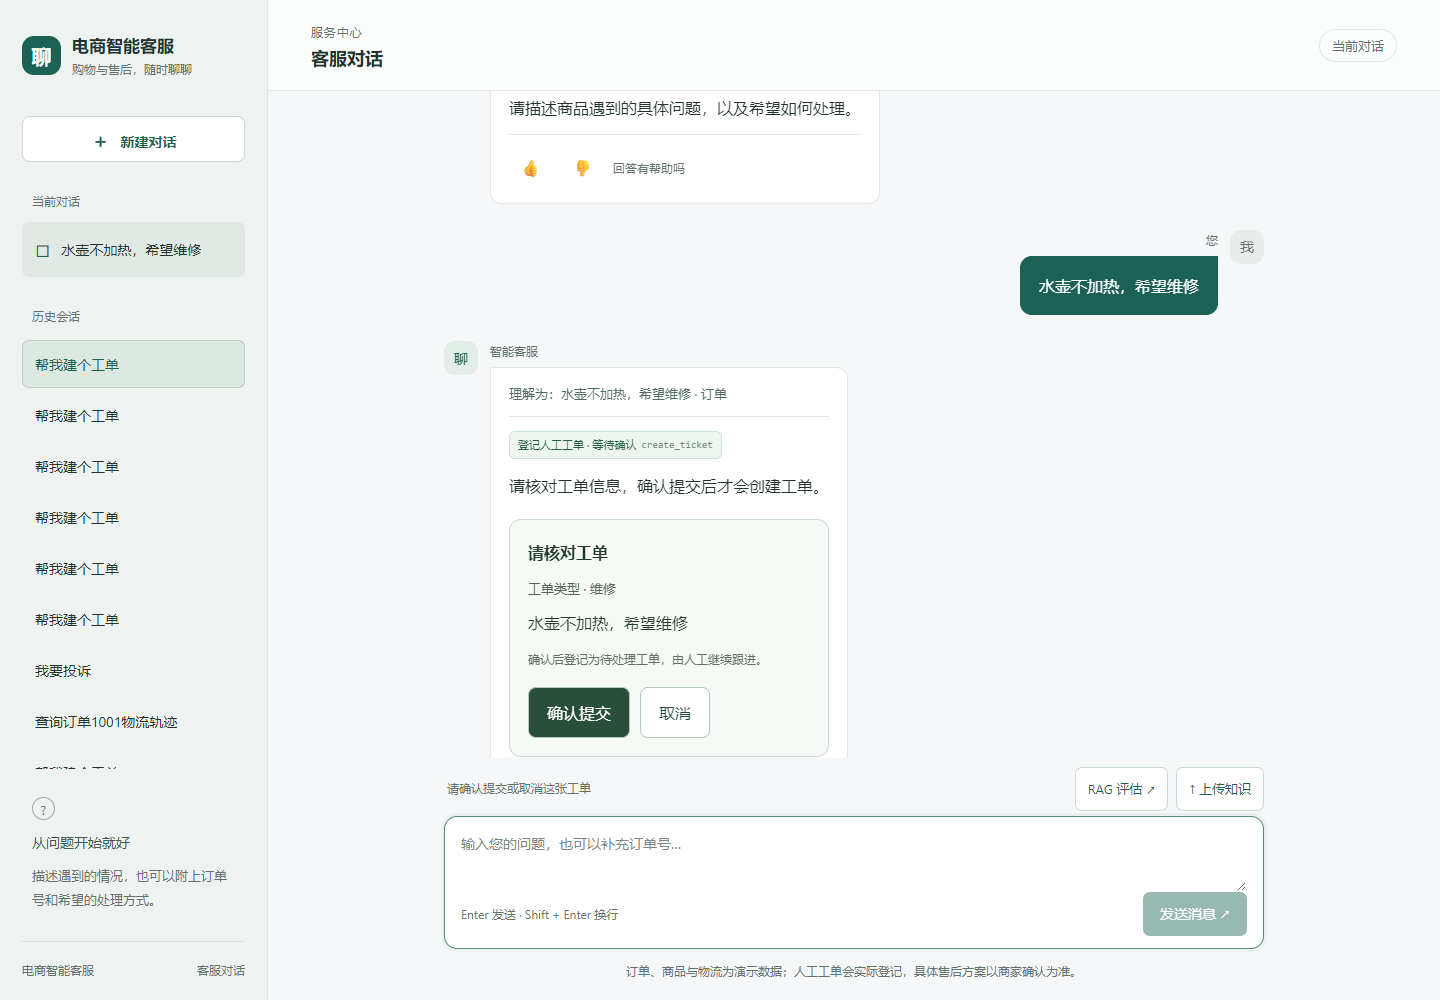 聊
电商智能客服
购物与售后，随时聊聊
+ 新建对话
当前对话
水壶不加热，希望维修
历史会话
帮我建个工单
帮我建个工单
帮我建个工单
帮我建个工单
帮我建个工单
帮我建个工单
我要投诉
查询订单1001物流轨迹
?
从问题开始就好
描述遇到的情况，也可以附上订单
号和希望的处理方式。
电商智能客服
客服对话
服务中心
客服对话
当前对话
请描述商品遇到的具体问题，以及希望如何处理。
回答有帮助吗
您
我
水壶不加热，希望维修
聊
智能客服
理解为：水壶不加热，希望维修 · 订单
登记人工工单 · 等待确认 create_ticket
请核对工单信息，确认提交后才会创建工单。
请核对工单
工单类型 · 维修
水壶不加热，希望维修
确认后登记为待处理工单，由人工继续跟进。
确认提交
取消
请确认提交或取消这张工单
RAG 评估 ↗
↑ 上传知识
输入您的问题，也可以补充订单号...
Enter 发送 · Shift + Enter 换行
发送消息 ↗
订单、商品与物流为演示数据；人工工单会实际登记，具体售后方案以商家确认为准。